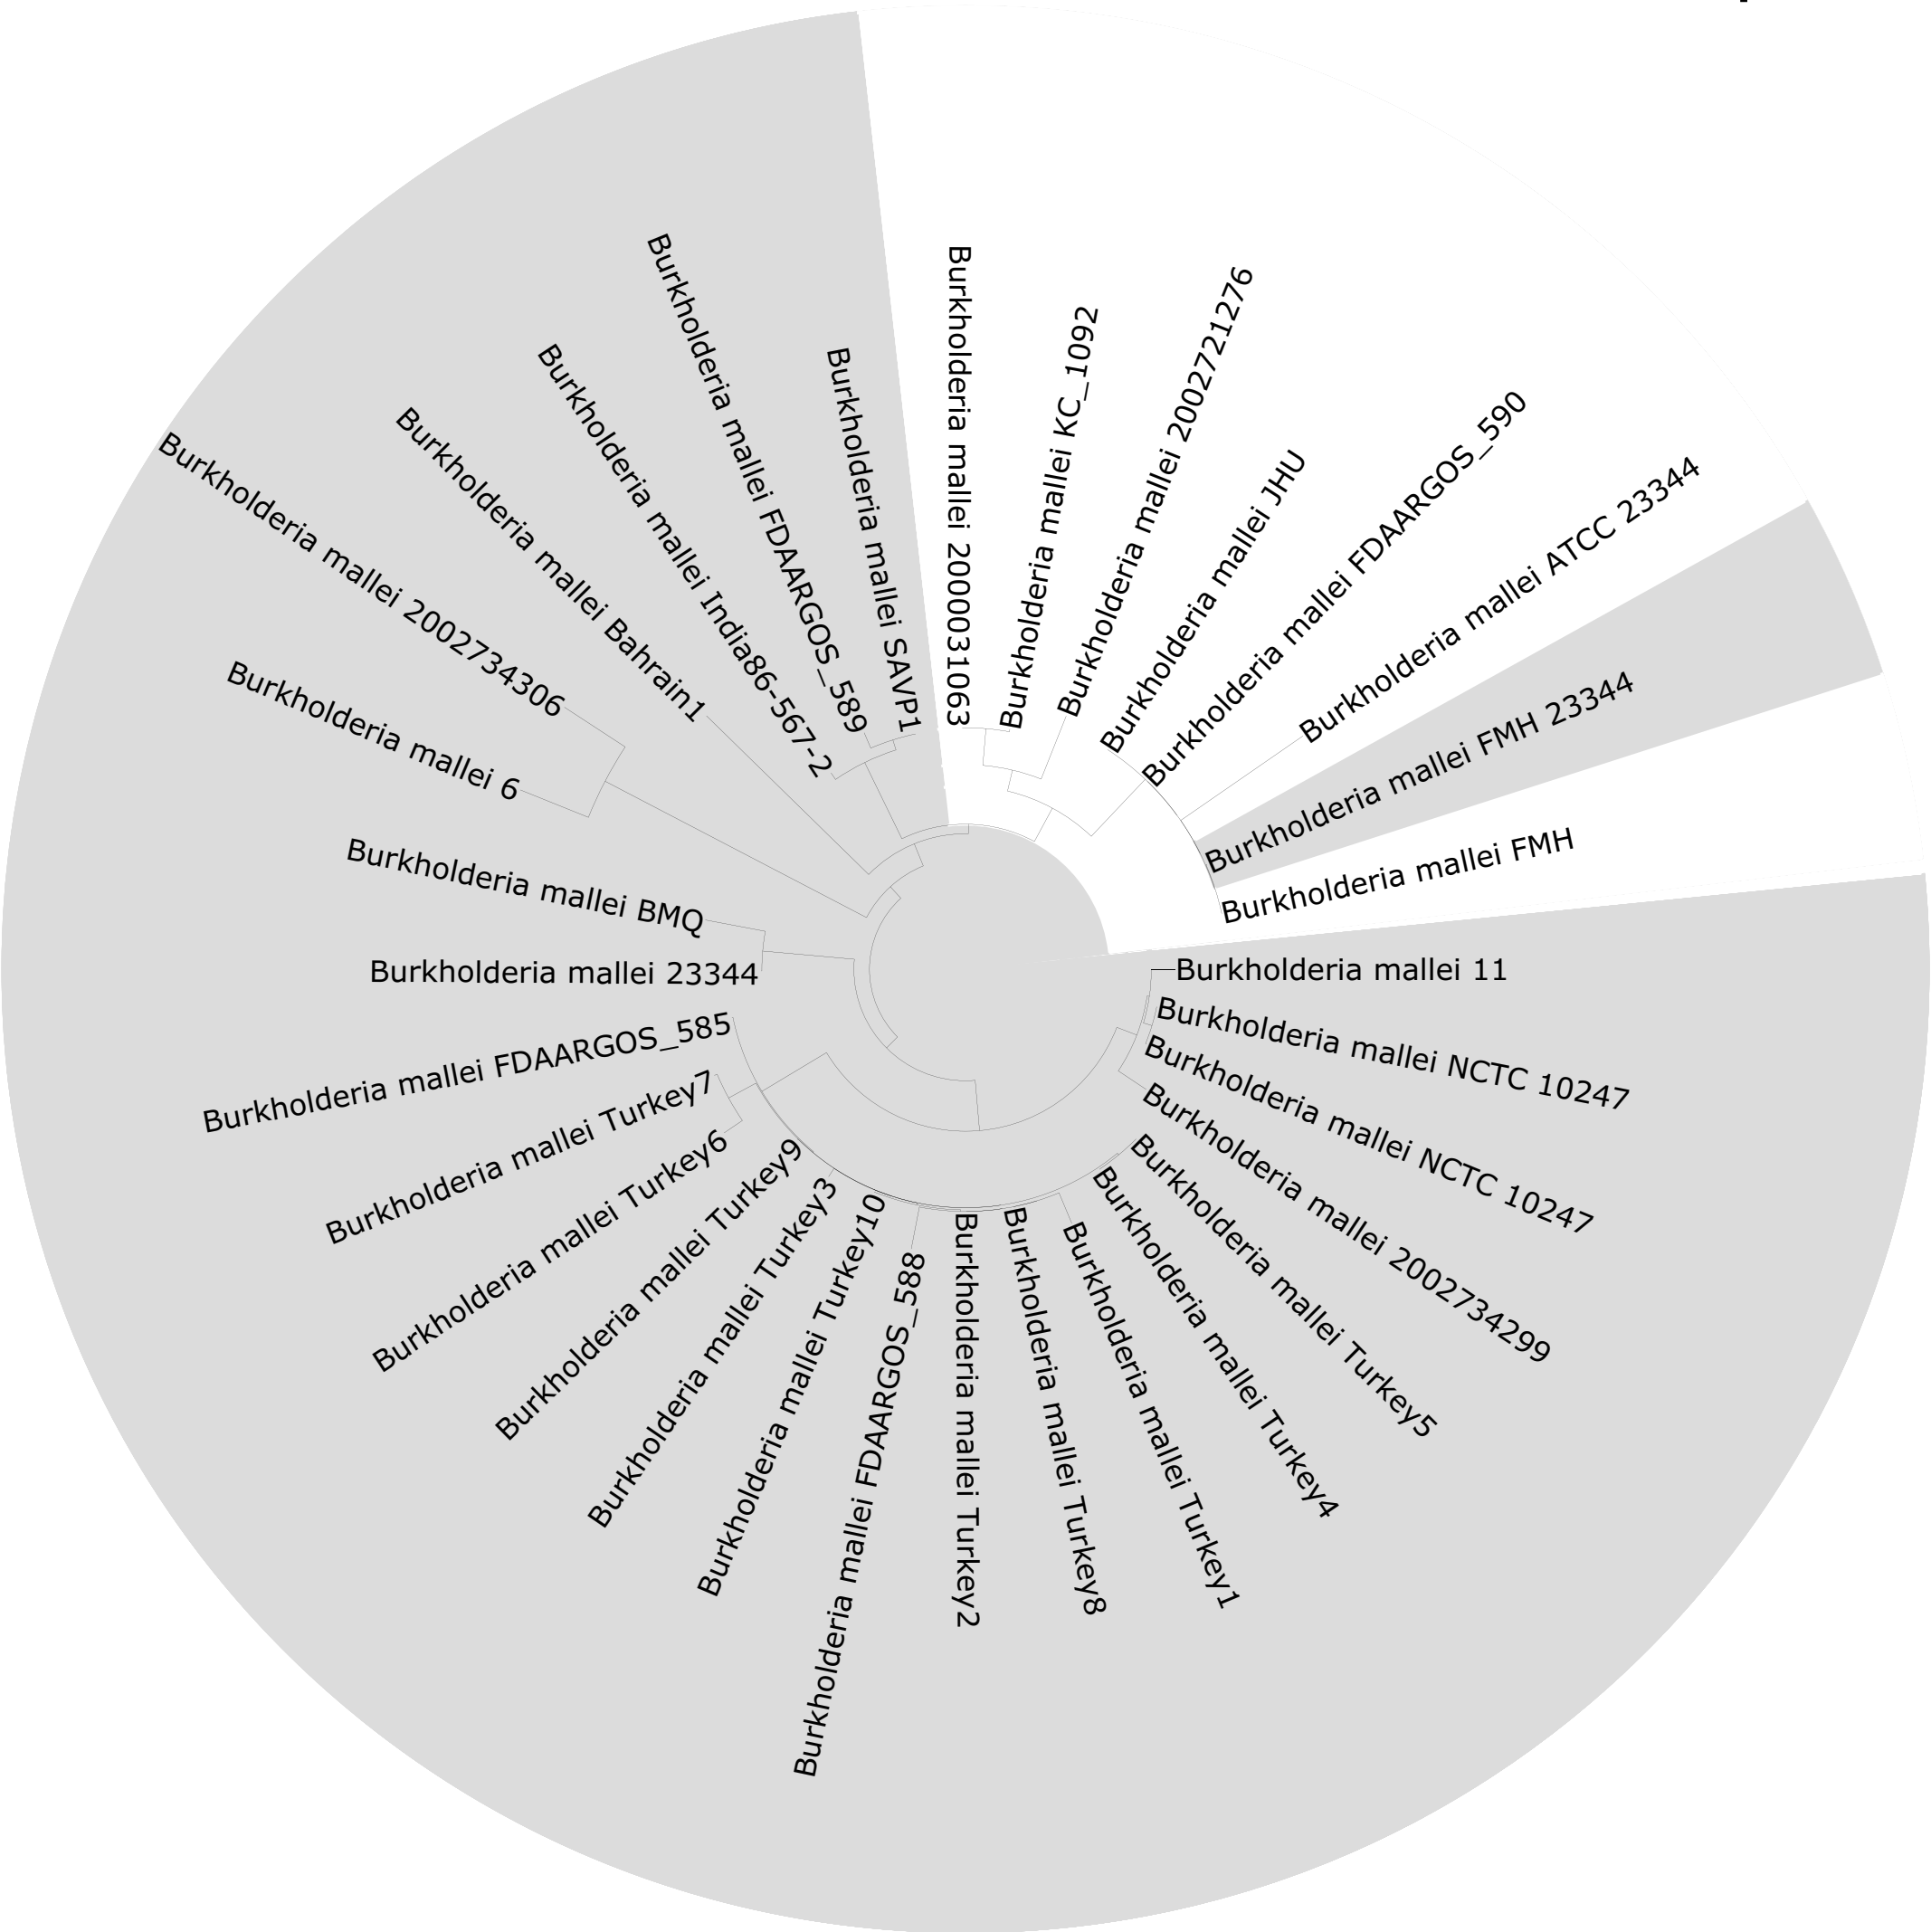 Burkholderia mallei 2000031063
Burkholderia mallei KC_1092
Burkholderia mallei 2002721276
Burkholderia mallei JHU
Burkholderia mallei FDAARGOS_590
Burkholderia mallei ATCC 23344
Burkholderia mallei FMH 23344
Burkholderia mallei FMH
Burkholderia mallei 11
Burkholderia mallei NCTC 10247
Burkholderia mallei NCTC 10247
Burkholderia mallei 2002734299
Burkholderia mallei Turkey5
Burkholderia mallei Turkey4
Burkholderia mallei Turkey1
Burkholderia mallei Turkey8
Burkholderia mallei Turkey2
Burkholderia mallei FDAARGOS_588
Burkholderia mallei Turkey10
Burkholderia mallei Turkey3
Burkholderia mallei Turkey9
Burkholderia mallei Turkey6
Burkholderia mallei Turkey7
Burkholderia mallei FDAARGOS_585
Burkholderia mallei 23344
Burkholderia mallei BMQ
Burkholderia mallei 6
Burkholderia mallei 2002734306
Burkholderia mallei Bahrain1
Burkholderia mallei India86-567-2
Burkholderia mallei FDAARGOS_589
Burkholderia mallei SAVP1